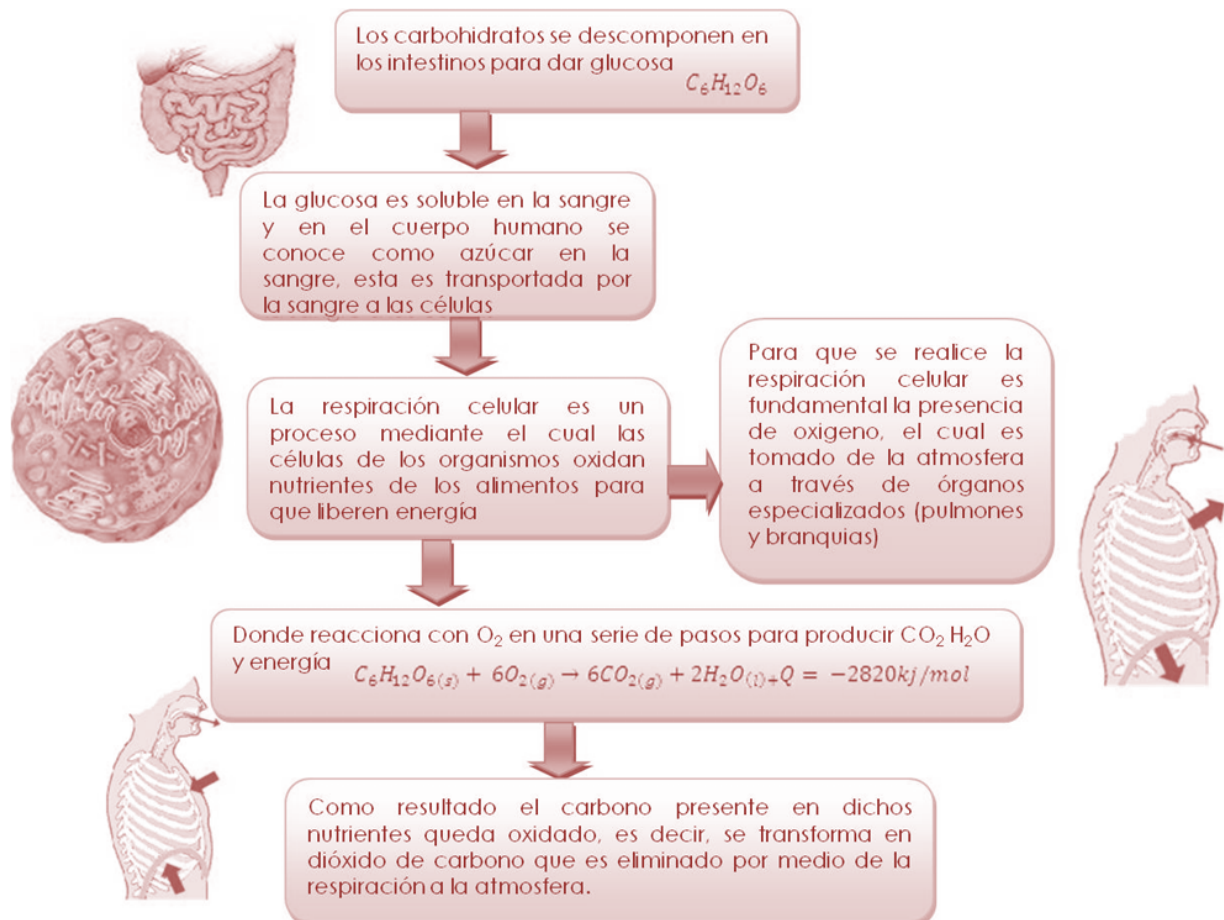 Los carbohidratos se descomponen en
los intestinos para dar glucosa
C₆H₁₂O₆
La glucosa es soluble en la sangre
y en el cuerpo humano se
conoce como azúcar en la
sangre, esta es transportada por
la sangre a las células
La respiración celular es un
proceso mediante el cual las
células de los organismos oxidan
nutrientes de los alimentos para
que liberen energía
Para que se realice la
respiración celular es
fundamental la presencia
de oxigeno, el cual es
tomado de la atmosfera
a través de órganos
especializados (pulmones
y branquias)
Donde reacciona con O₂ en una serie de pasos para producir CO₂ H₂O
y energía C₆H₁₂O₆₍ₛ₎ + 6O₂(g) → 6CO₂(g) + 2H₂O(l)+Q = −2820kj/mol
Como resultado el carbono presente en dichos
nutrientes queda oxidado, es decir, se transforma en
dióxido de carbono que es eliminado por medio de la
respiración a la atmosfera.